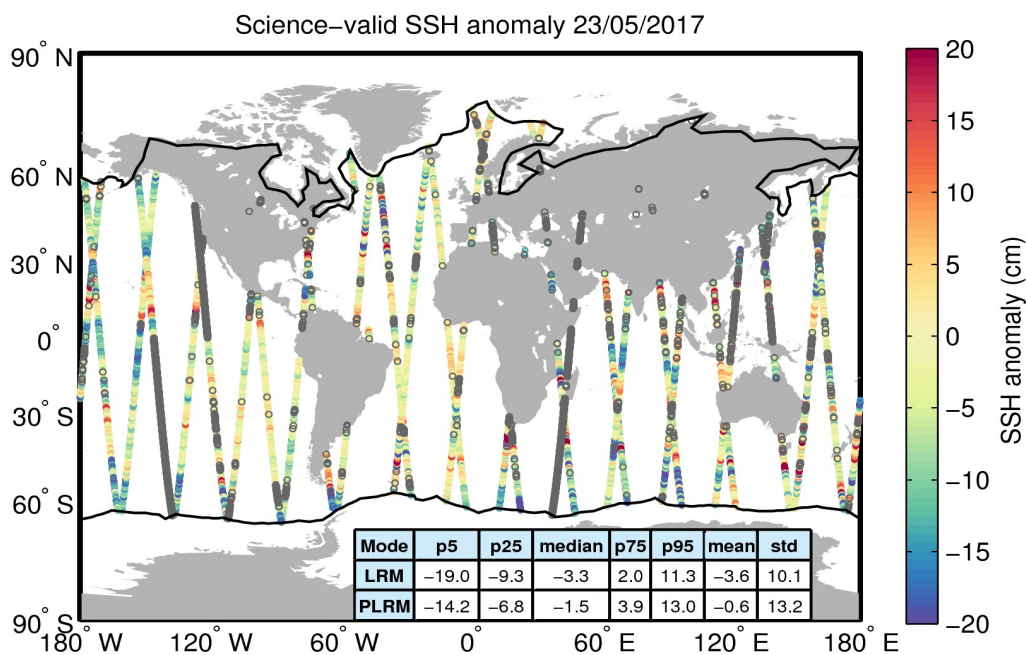 Science−valid SSH anomaly 23/05/2017
90° N
60° N
30° N
0°
30° S
60° S
90° S
180° W
120° W
60° W
0°
60° E
120° E
180° E
20
15
10
5
0
−5
−10
−15
−20
SSH anomaly (cm)
Mode p5 p25 median p75 p95 mean std
LRM −19.0 −9.3 −3.3 2.0 11.3 −3.6 10.1
PLRM −14.2 −6.8 −1.5 3.9 13.0 −0.6 13.2